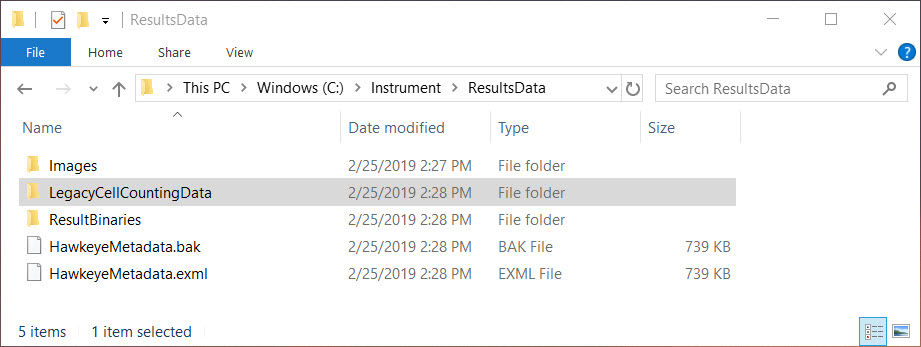 ResultsData
File Home Share View
This PC Windows (C:) Instrument ResultsData Search ResultsData
Name Date modified Type Size
Images 2/25/2019 2:27 PM File folder
LegacyCellCountingData 2/25/2019 2:28 PM File folder
ResultBinaries 2/25/2019 2:28 PM File folder
HawkeyeMetadata.bak 2/25/2019 2:28 PM BAK File 739 KB
HawkeyeMetadata.exml 2/25/2019 2:28 PM EXML File 739 KB
5 items 1 item selected